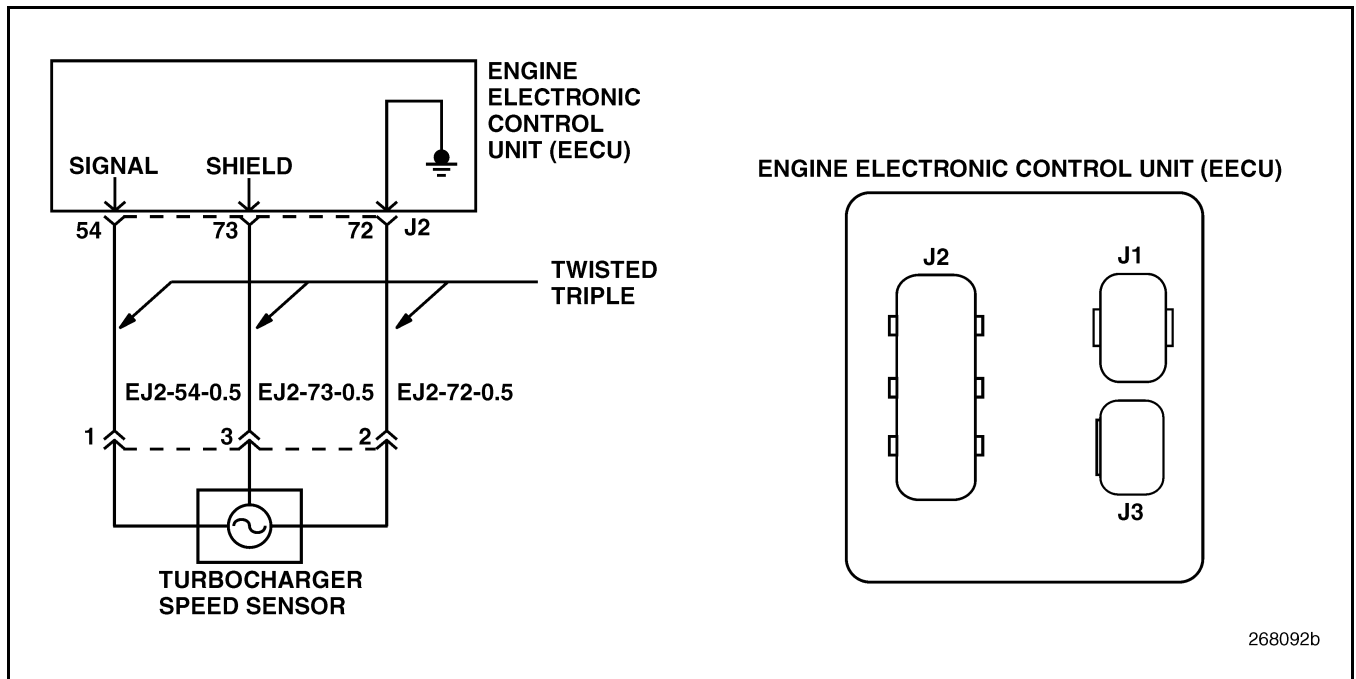 ENGINE
ELECTRONIC
CONTROL
UNIT (EECU)
SIGNAL
SHIELD
54
73
72
J2
TWISTED
TRIPLE
EJ2-54-0.5
EJ2-73-0.5
EJ2-72-0.5
1
3
2
TURBOCHARGER
SPEED SENSOR
ENGINE ELECTRONIC CONTROL UNIT (EECU)
J2
J1
J3
268092b